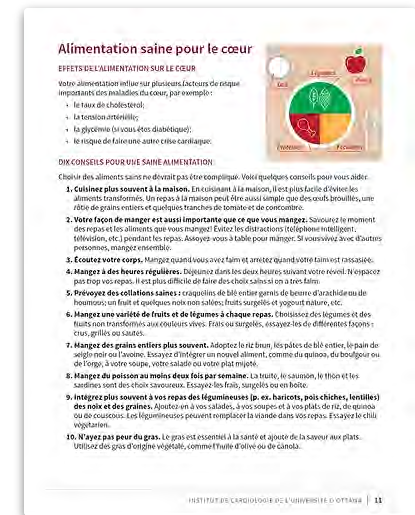 Alimentation saine pour le cœur
EFFETS DE L'ALIMENTATION SUR LE CŒUR
Votre alimentation influe sur plusieurs facteurs de risque
importants des maladies du cœur, par exemple :
• le taux de cholestérol;
• la tension artérielle;
• la glycémie (si vous êtes diabétique);
• le risque de faire une autre crise cardiaque.
Lait
Légumes
Fruits
Protéines
DIX CONSEILS POUR UNE SAINE ALIMENTATION
Choisir des aliments sains ne devrait pas être compliqué. Voici quelques conseils pour vous aider.
1. Cuisinez plus souvent à la maison. En cuisinant à la maison, il est plus facile d'éviter les
aliments transformés. Un repas à la maison peut être aussi simple que des œufs brouillés, une
rôtie de grains entiers et quelques tranches de tomate et de concombre.
2. Votre façon de manger est aussi importante que ce que vous mangez. Savourez le moment
des repas et les aliments que vous mangez! Évitez les distractions (téléphone intelligent,
télévision, etc.) pendant les repas. Assoyez-vous à table pour manger. Si vous vivez avec d'autres
personnes, mangez ensemble.
3. Écoutez votre corps. Mangez quand vous avez faim et arrêtez quand votre faim est rassasiée.
4. Mangez à des heures régulières. Déjeunez dans les deux heures suivant votre réveil. N'espacez
pas trop vos repas. Il est plus difficile de faire des choix sains si on a très faim.
5. Prévoyez des collations saines : craquelins de blé entier garnis de beurre d'arachide ou de
houmous; un fruit et quelques noix non salées; fruits surgelés et yogourt nature, etc.
6. Mangez une variété de fruits et de légumes à chaque repas. Choisissez des légumes et des
fruits non transformés aux couleurs vives. Frais ou surgelés, essayez-les de différentes façons :
crus, grillés ou sautés.
7. Mangez des grains entiers plus souvent. Adoptez le riz brun, les pâtes de blé entier, le pain de
seigle noir ou l'avoine. Essayez d'intégrer un nouvel aliment, comme du quinoa, du boulgour ou
de l'orge, à votre soupe, votre salade ou votre plat mijoté.
8. Mangez du poisson au moins deux fois par semaine. La truite, le saumon, le thon et les
sardines sont des choix savoureux. Essayez-les frais, surgelés ou en boîte.
9. Intégrez plus souvent à vos repas des légumineuses (p. ex. haricots, pois chiches, lentilles)
des noix et des graines. Ajoutez-en à vos salades, à vos soupes et à vos plats de riz, de quinoa
ou de couscous. Les légumineuses peuvent remplacer la viande dans vos repas. Essayez le chili
végétarien.
10. N'ayez pas peur du gras. Le gras est essentiel à la santé et ajoute de la saveur aux plats.
Utilisez des gras d'origine végétale, comme l'huile d'olive ou de canola.
INSTITUT DE CARDIOLOGIE DE L'UNIVERSITÉ D'OTTAWA | 11